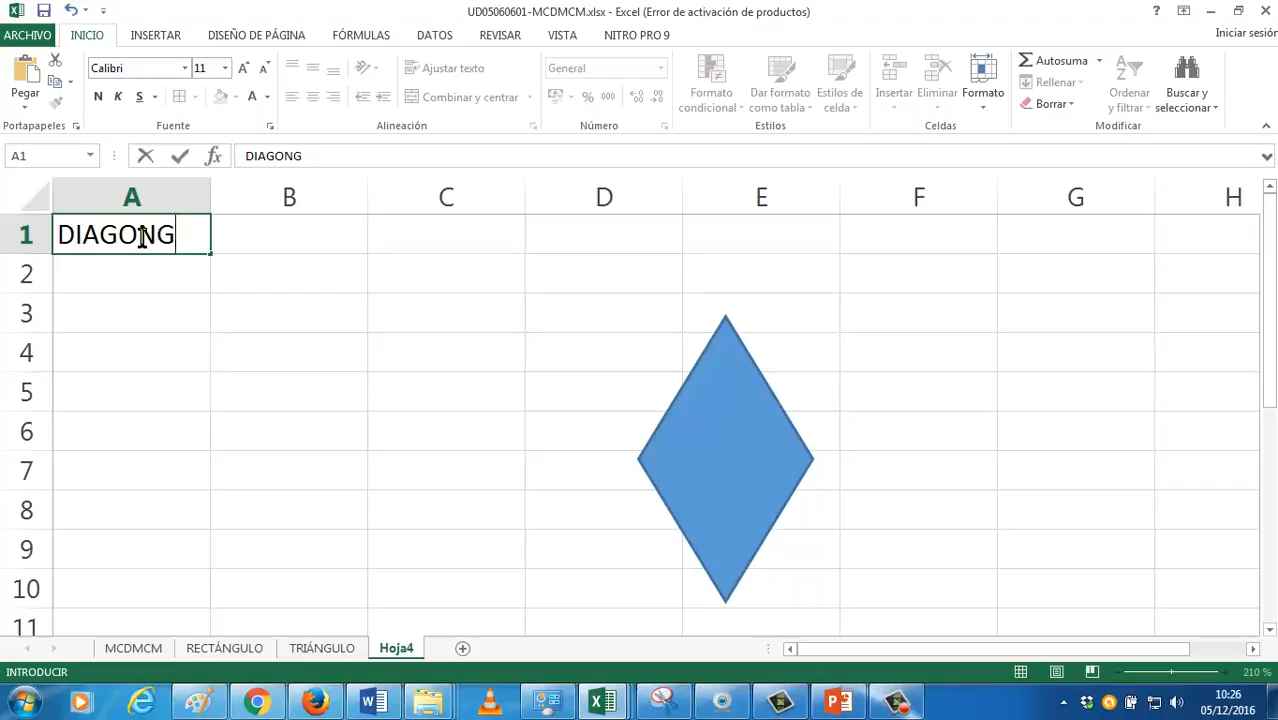 UD05060601-MCDMCM.xlsx - Excel (Error de activación de productos)
?
ARCHIVO INICIO INSERTAR DISEÑO DE PÁGINA FÓRMULAS DATOS REVISAR VISTA NITRO PRO 9 Iniciar sesión
Pegar
Calibri 11 A A
N K S A
Ajustar texto
Combinar y centrar
General
% 000
Formato condicional
Dar formato como tabla
Estilos de celda
Insertar
Eliminar
Formato
Autosuma
Rellenar
Borrar
Ordenar y filtrar
Buscar y seleccionar
Portapapeles Fuente Alineación Número Estilos Celdas Modificar
A1 fx DIAGONG
A B C D E F G H
1 DIAGONG
2
3
4
5
6
7
8
9
10
11
MCDMCM RECTÁNGULO TRIÁNGULO Hoja4
INTRODUCIR 210 %
10:26
05/12/2016